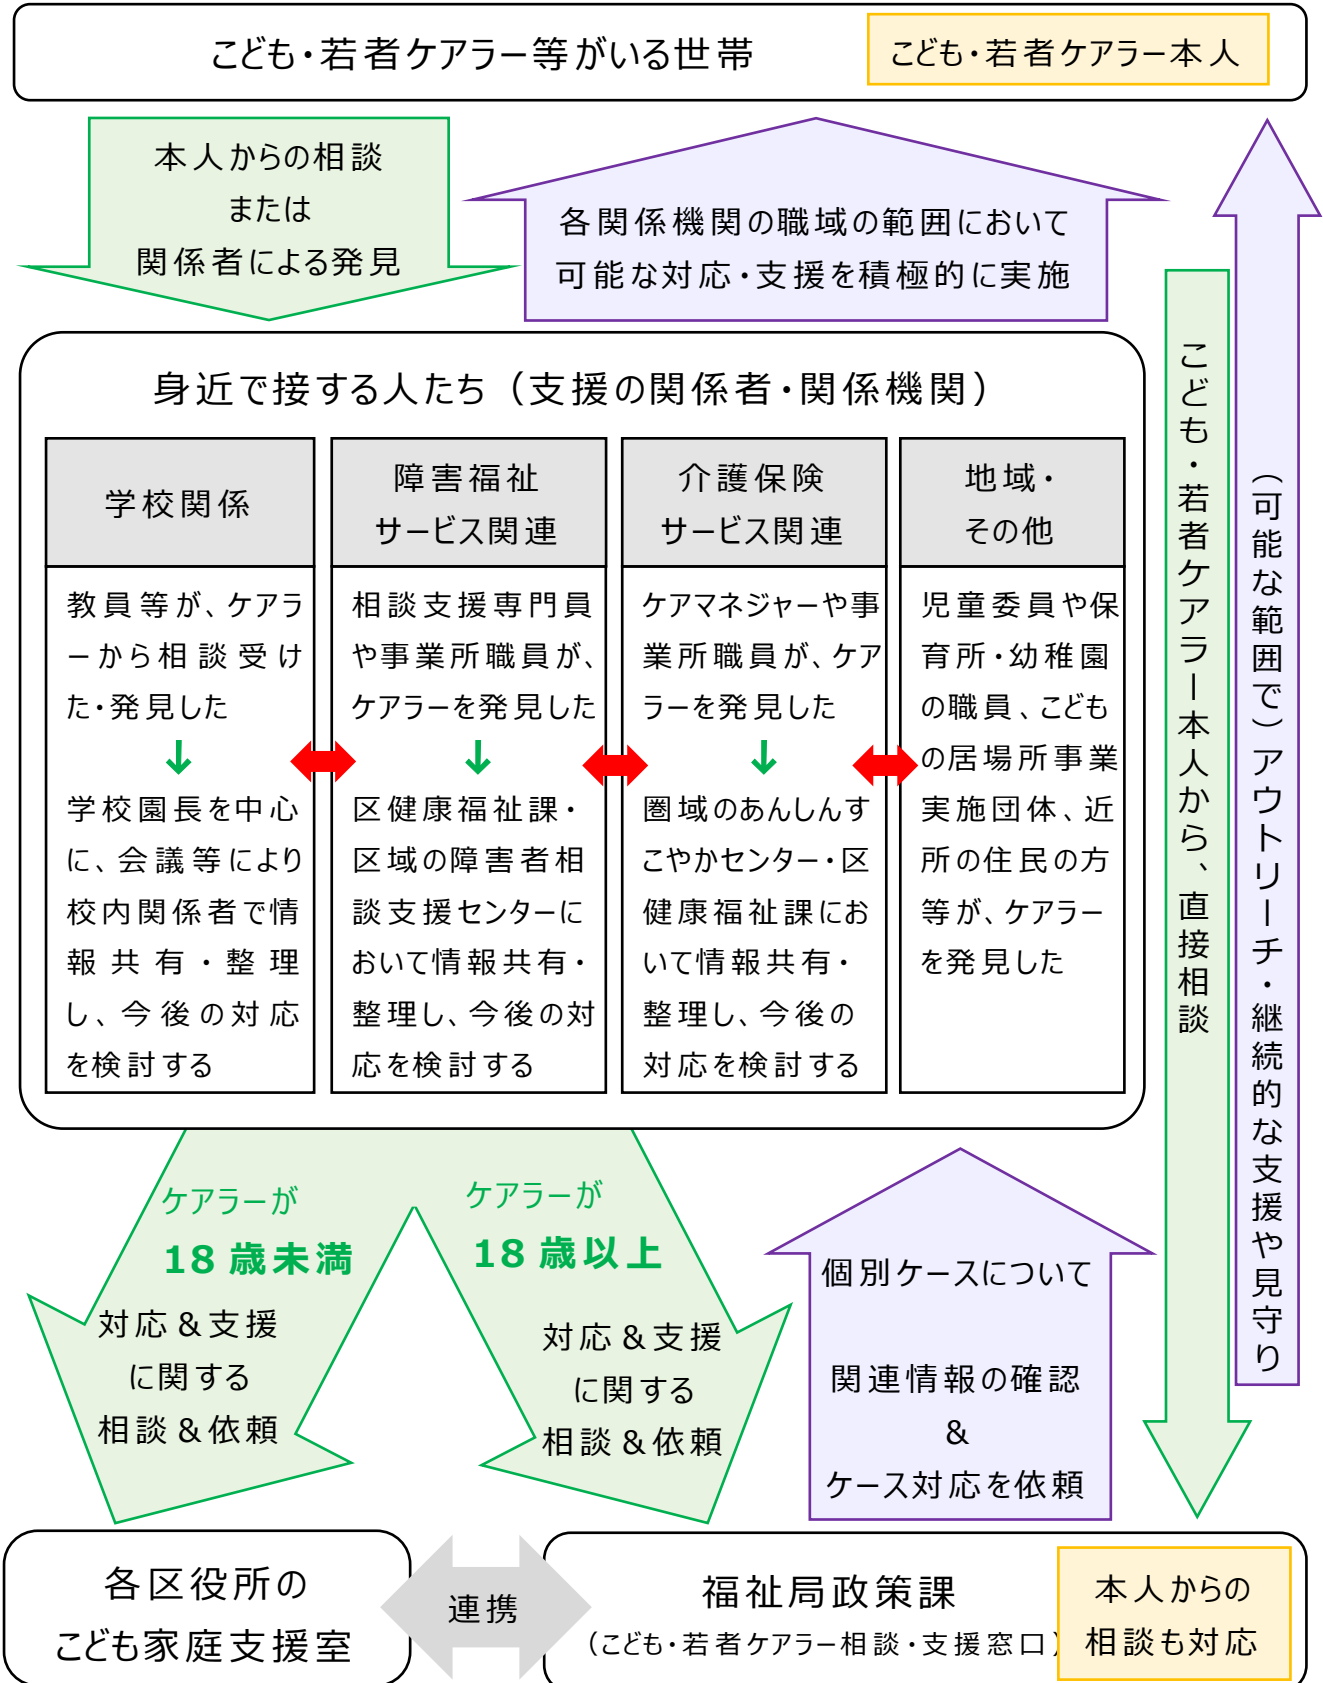 こども・若者ケアラー等がいる世帯
こども・若者ケアラー本人
本人からの相談
または
関係者による発見
各関係機関の職域の範囲において
可能な対応・支援を積極的に実施
身近で接する人たち（支援の関係者・関係機関）
学校関係
教員等が、ケアラ
ーから相談受け
た・発見した
↓
学校園長を中心
に、会議等により
校内関係者で情
報共有・整理
し、今後の対応
を検討する
障害福祉
サービス関連
相談支援専門員
や事業所職員が、
ケアラーを発見した
↓
区健康福祉課・
区域の障害者相
談支援センターに
おいて情報共有・
整理し、今後の対
応を検討する
介護保険
サービス関連
ケアマネジャーや事
業所職員が、ケア
ラーを発見した
↓
圏域のあんしんす
こやかセンター・区
健康福祉課にお
いて情報共有・
整理し、今後の
対応を検討する
地域・
その他
児童委員や保
育所・幼稚園
の職員、こども
の居場所事業
実施団体、近
所の住民の方
等が、ケアラー
を発見した
こども・若者ケアラー本人から、直接相談
（可能な範囲で）アウトリーチ・継続的な支援や見守り
ケアラーが
18 歳未満
対応＆支援
に関する
相談＆依頼
ケアラーが
18 歳以上
対応＆支援
に関する
相談＆依頼
個別ケースについて
関連情報の確認
＆
ケース対応を依頼
各区役所の
こども家庭支援室
連携
福祉局政策課
（こども・若者ケアラー相談・支援窓口）
本人からの
相談も対応